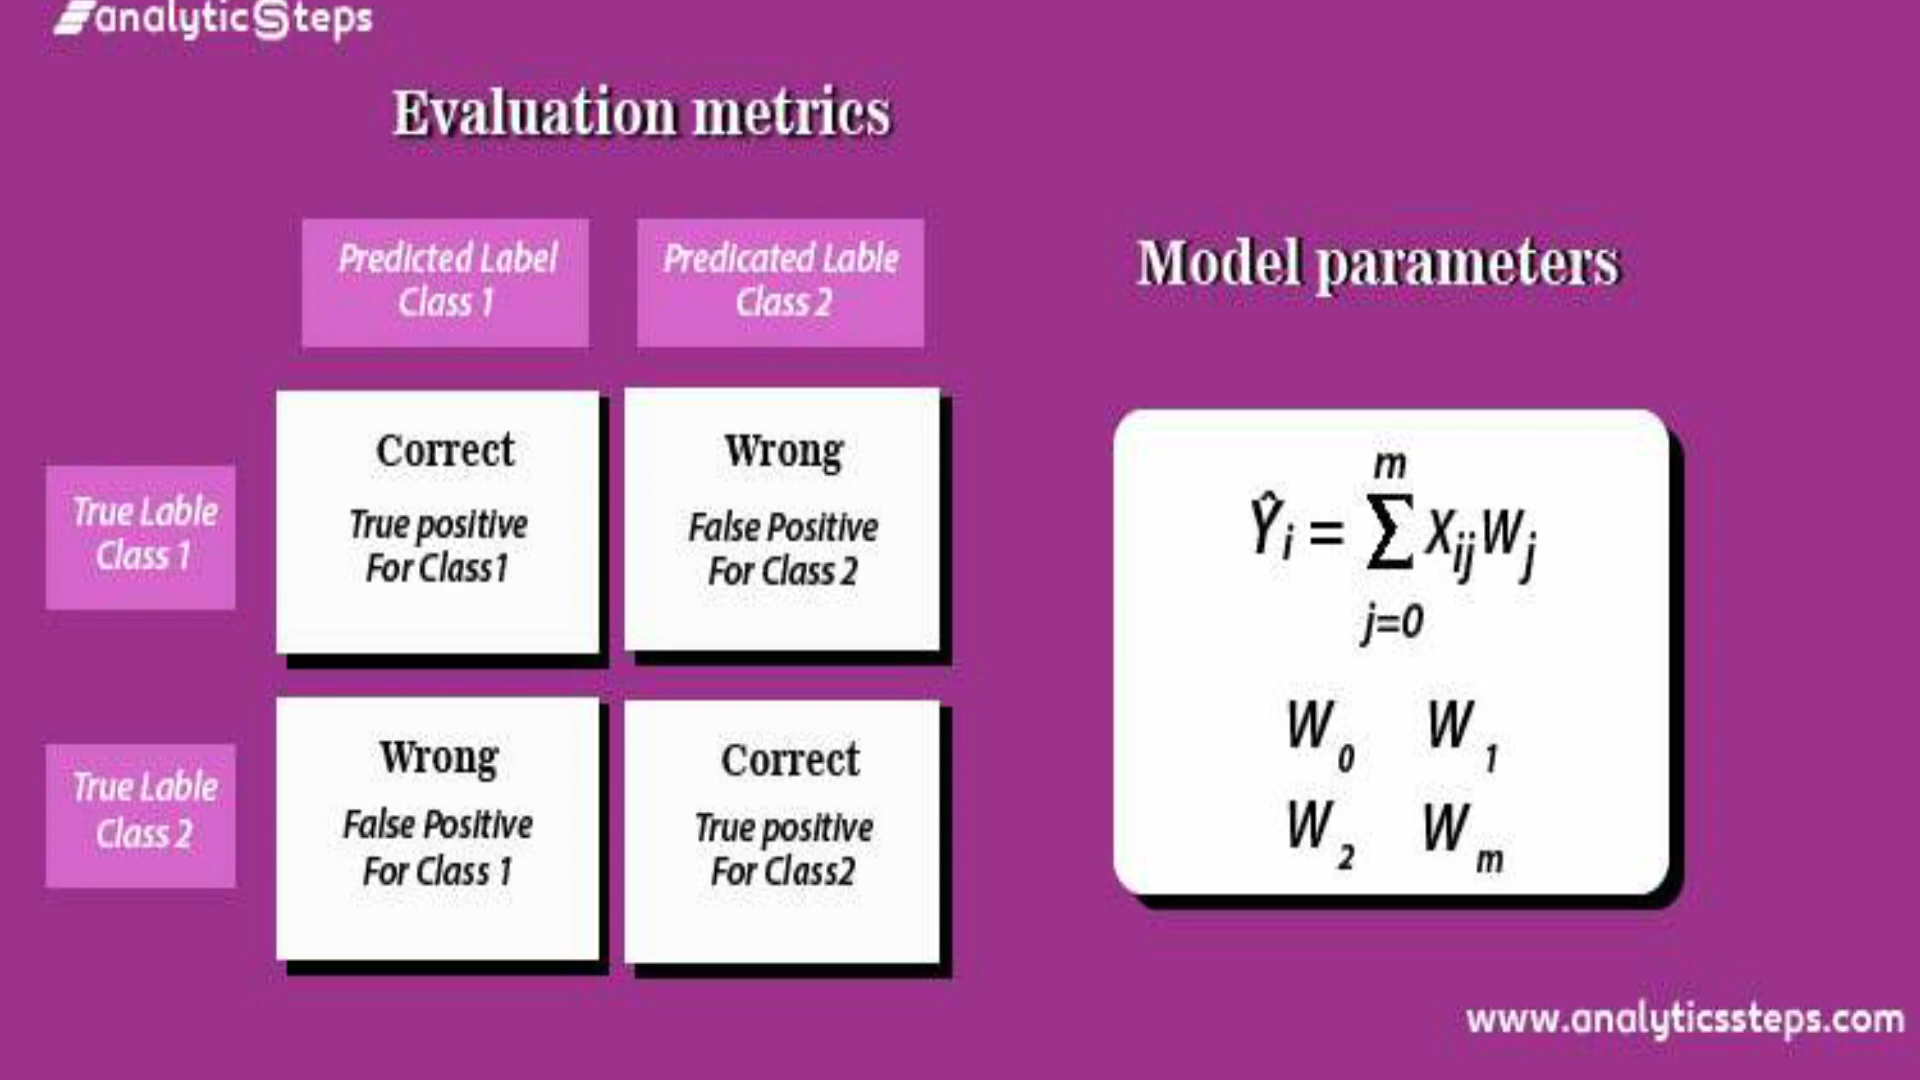 analyticSteps
Evaluation metrics
Predicted Label
Class 1
Predicated Lable
Class 2
True Lable
Class 1
Correct
True positive
For Class1
Wrong
False Positive
For Class 2
True Lable
Class 2
Wrong
False Positive
For Class 1
Correct
True positive
For Class2
Model parameters
m
Ŷi = ∑ XijWj
j=0
W0 W1
W2 Wm
www.analyticssteps.com